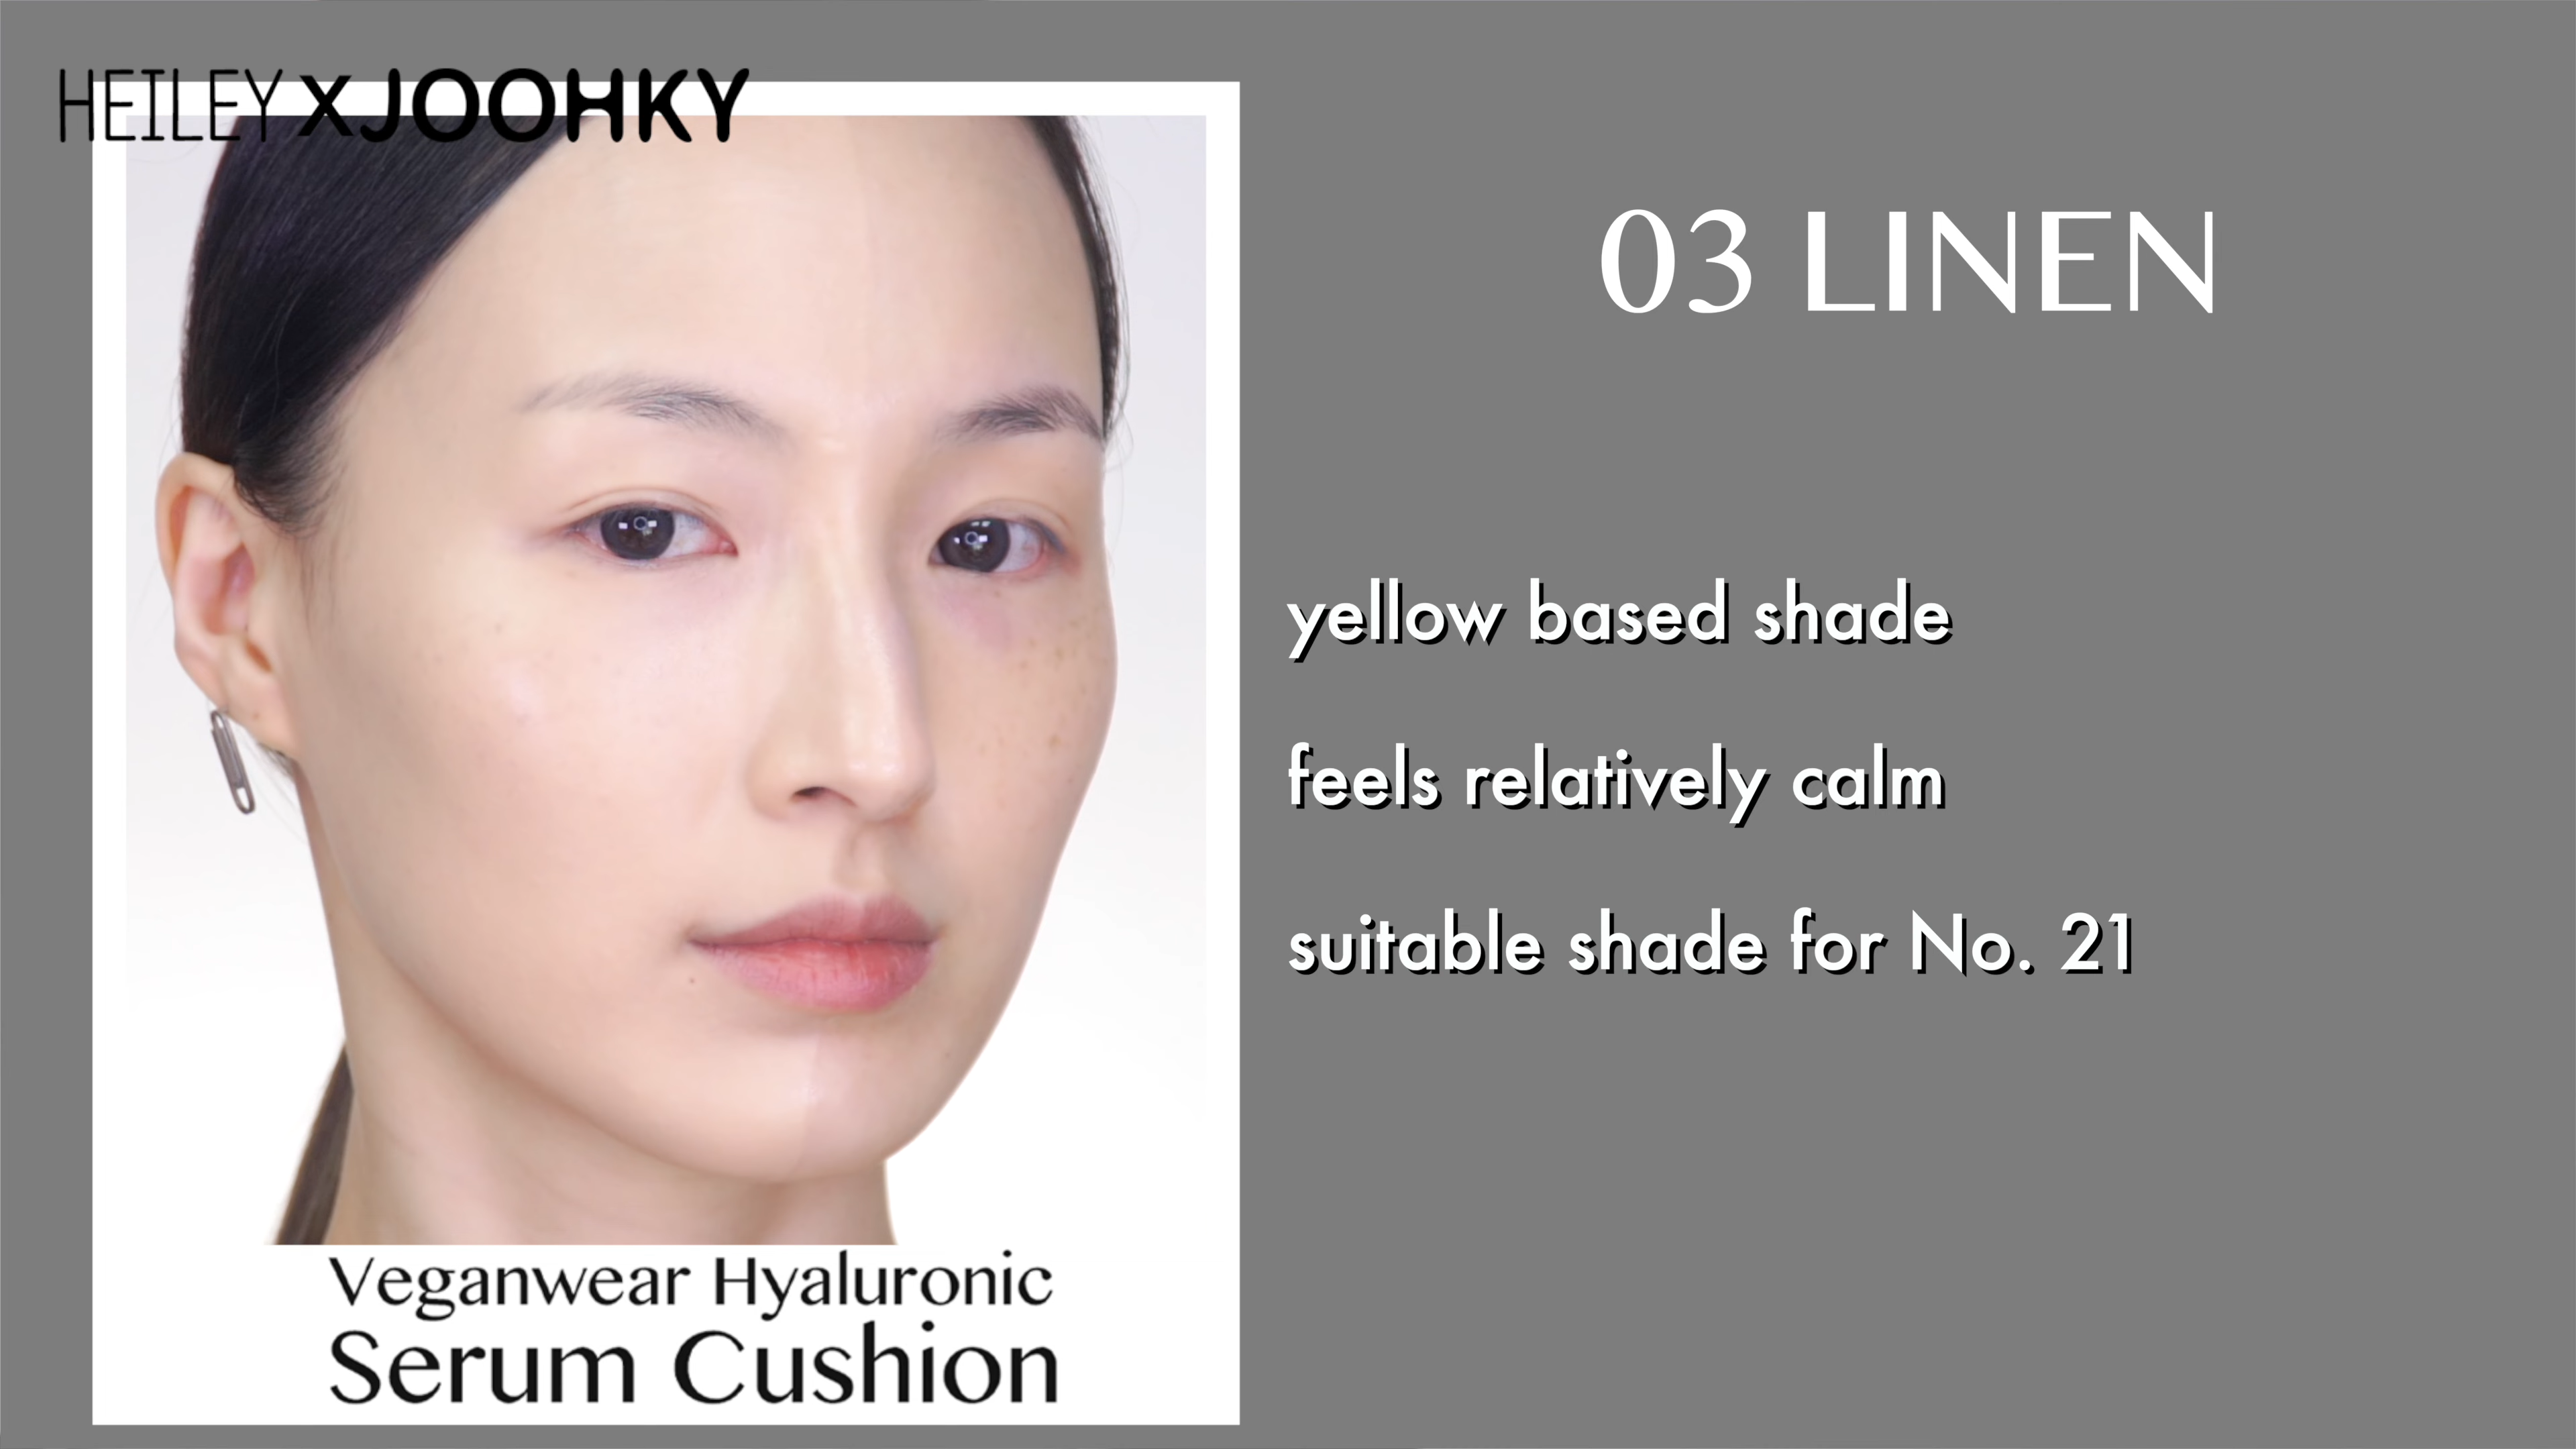 HEILEY X JOOHKY
03 LINEN
yellow based shade
feels relatively calm
suitable shade for No. 21
Veganwear Hyaluronic
Serum Cushion